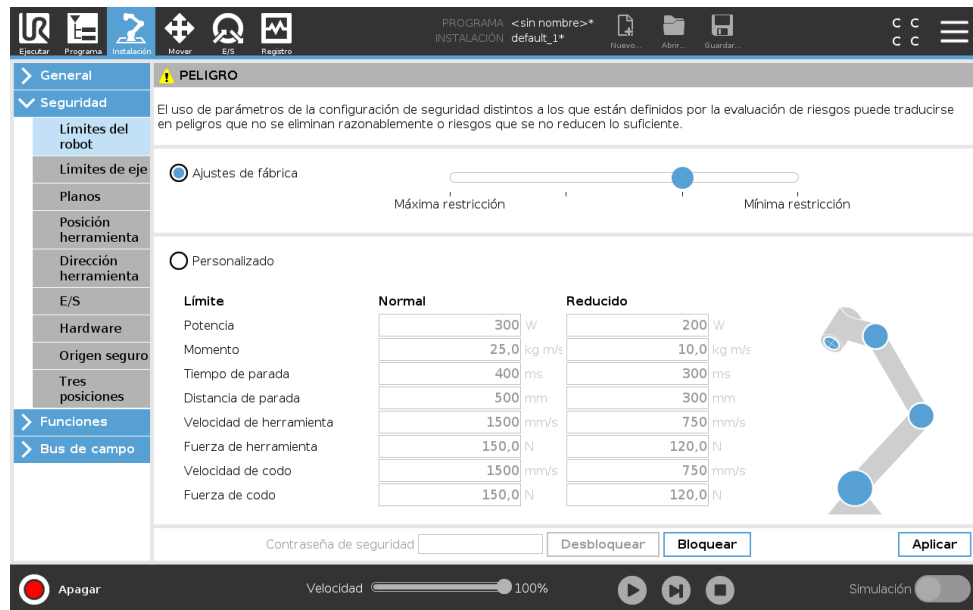 PROGRAMA <sin nombre>*
INSTALACIÓN default_1*
UR
Ejecutar Programa Instalación Mover E/S Registro Nuevo... Abrir... Guardar...
C C
C C
General
Seguridad
Límites del
robot
Límites de eje
Planos
Posición
herramienta
Dirección
herramienta
E/S
Hardware
Origen seguro
Tres
posiciones
Funciones
Bus de campo
PELIGRO
El uso de parámetros de la configuración de seguridad distintos a los que están definidos por la evaluación de riesgos puede traducirse
en peligros que no se eliminan razonablemente o riesgos que se no reducen lo suficiente.
Ajustes de fábrica
Máxima restricción Mínima restricción
Personalizado
Límite Normal Reducido
Potencia 300 W 200 W
Momento 25,0 kg m/s 10,0 kg m/s
Tiempo de parada 400 ms 300 ms
Distancia de parada 500 mm 300 mm
Velocidad de herramienta 1500 mm/s 750 mm/s
Fuerza de herramienta 150,0 N 120,0 N
Velocidad de codo 1500 mm/s 750 mm/s
Fuerza de codo 150,0 N 120,0 N
Contraseña de seguridad Desbloquear Bloquear Aplicar
Apagar Velocidad 100% Simulación